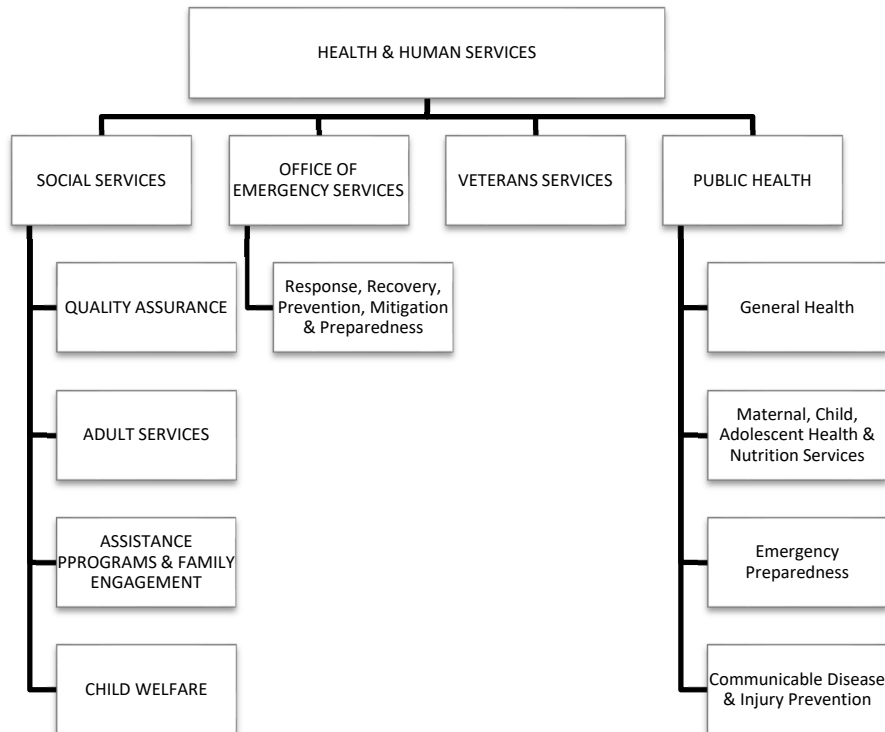 HEALTH & HUMAN SERVICES
SOCIAL SERVICES
OFFICE OF
EMERGENCY SERVICES
VETERANS SERVICES
PUBLIC HEALTH
QUALITY ASSURANCE
ADULT SERVICES
ASSISTANCE
PPROGRAMS & FAMILY
ENGAGEMENT
CHILD WELFARE
Response, Recovery,
Prevention, Mitigation
& Preparedness
General Health
Maternal, Child,
Adolescent Health &
Nutrition Services
Emergency
Preparedness
Communicable Disease
& Injury Prevention